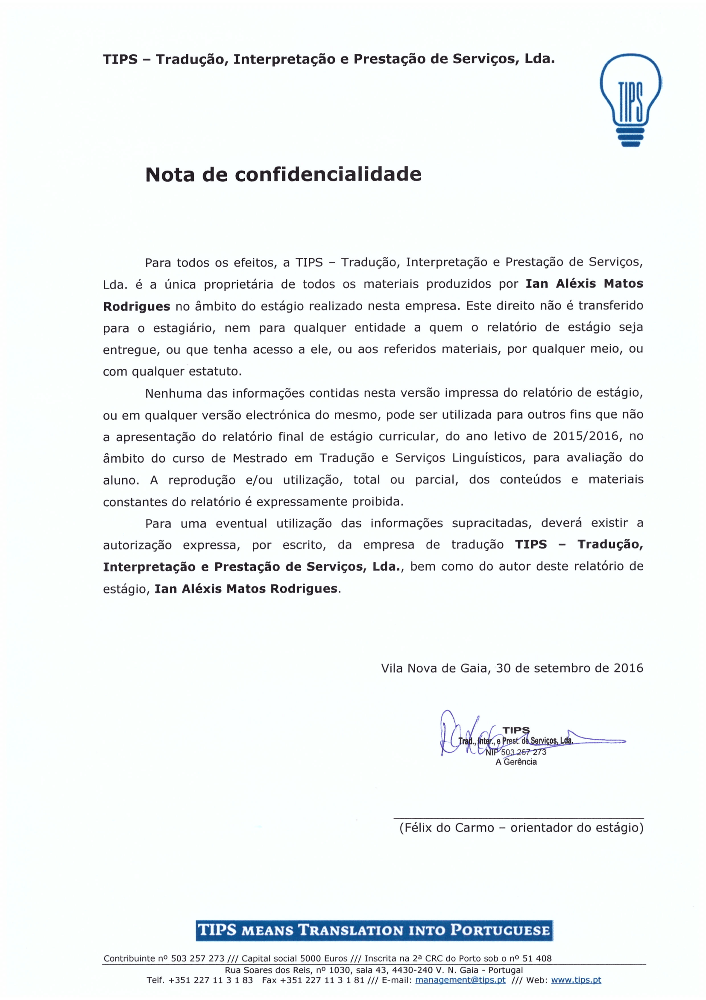 TIPS – Tradução, Interpretação e Prestação de Serviços, Lda.
TIPS
Nota de confidencialidade
Para todos os efeitos, a TIPS – Tradução, Interpretação e Prestação de Serviços,
Lda. é a única proprietária de todos os materiais produzidos por Ian Aléxis Matos
Rodrigues no âmbito do estágio realizado nesta empresa. Este direito não é transferido
para o estagiário, nem para qualquer entidade a quem o relatório de estágio seja
entregue, ou que tenha acesso a ele, ou aos referidos materiais, por qualquer meio, ou
com qualquer estatuto.
Nenhuma das informações contidas nesta versão impressa do relatório de estágio,
ou em qualquer versão electrónica do mesmo, pode ser utilizada para outros fins que não
a apresentação do relatório final de estágio curricular, do ano letivo de 2015/2016, no
âmbito do curso de Mestrado em Tradução e Serviços Linguísticos, para avaliação do
aluno. A reprodução e/ou utilização, total ou parcial, dos conteúdos e materiais
constantes do relatório é expressamente proibida.
Para uma eventual utilização das informações supracitadas, deverá existir a
autorização expressa, por escrito, da empresa de tradução TIPS – Tradução,
Interpretação e Prestação de Serviços, Lda., bem como do autor deste relatório de
estágio, Ian Aléxis Matos Rodrigues.
Vila Nova de Gaia, 30 de setembro de 2016
TIPS
Trad., Inter., e Prest. de Serviços, Lda.
NIF 503 257 273
A Gerência
(Félix do Carmo – orientador do estágio)
TIPS MEANS TRANSLATION INTO PORTUGUESE
Contribuinte nº 503 257 273 /// Capital social 5000 Euros /// Inscrita na 2ª CRC do Porto sob o nº 51 408
Rua Soares dos Reis, nº 1030, sala 43, 4430-240 V. N. Gaia - Portugal
Telf. +351 227 11 3 1 83 Fax +351 227 11 3 1 81 /// E-mail: management@tips.pt /// Web: www.tips.pt